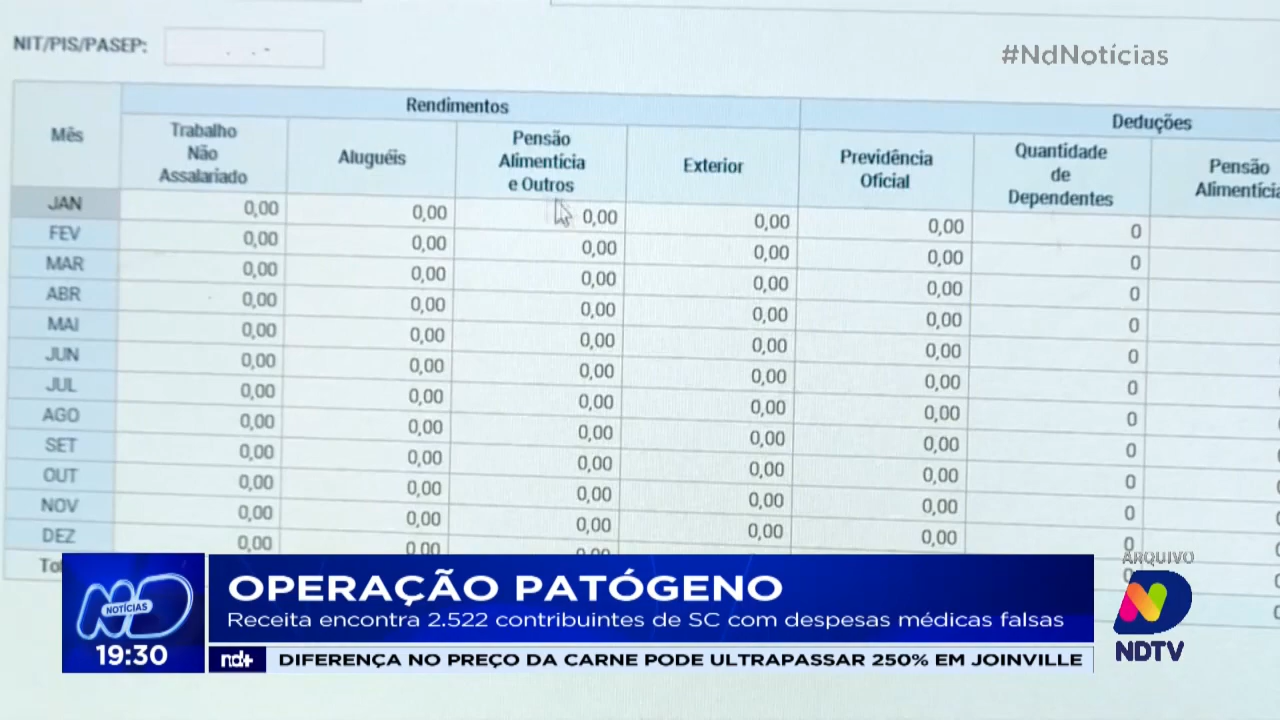 NIT/PIS/PASEP: . . -
#NdNotícias
Rendimentos Deduções
Mês Trabalho Não Assalariado Aluguéis Pensão Alimentícia e Outros Exterior Previdência Oficial Quantidade de Dependentes Pensão
JAN 0,00 0,00 0,00 0,00 0,00 0
FEV 0,00 0,00 0,00 0,00 0,00 0
MAR 0,00 0,00 0,00 0,00 0,00 0
ABR 0,00 0,00 0,00 0,00 0,00 0
MAI 0,00 0,00 0,00 0,00 0,00 0
JUN 0,00 0,00 0,00 0,00 0,00 0
JUL 0,00 0,00 0,00 0,00 0,00 0
AGO 0,00 0,00 0,00 0,00 0,00 0
SET 0,00 0,00 0,00 0,00 0,00 0
OUT 0,00 0,00 0,00 0,00 0,00 0
NOV 0,00 0,00 0,00 0,00 0,00 0
DEZ 0,00 0,00 0,00 0,00 0
ARQUIVO
NDTV
ND
NOTÍCIAS
19:30
OPERAÇÃO PATÓGENO
Receita encontra 2.522 contribuintes de SC com despesas médicas falsas
nd+ DIFERENÇA NO PREÇO DA CARNE PODE ULTRAPASSAR 250% EM JOINVILLE